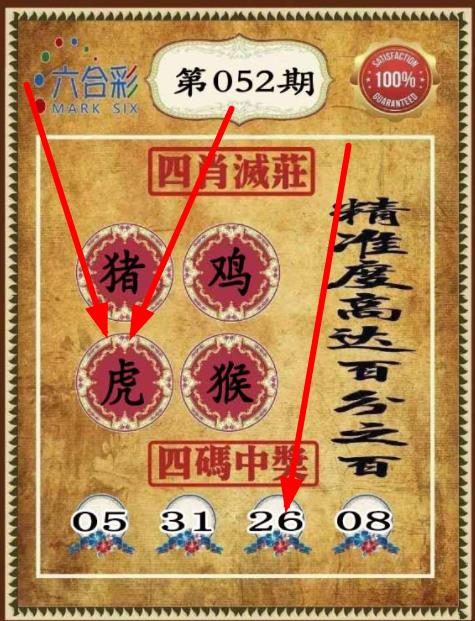 六合彩
MARK SIX
第052期
SATISFACTION
100%
GUARANTEED
四肖滅莊
猪
鸡
虎
猴
精准度高达百分之百
四碼中獎
05 31 26 08